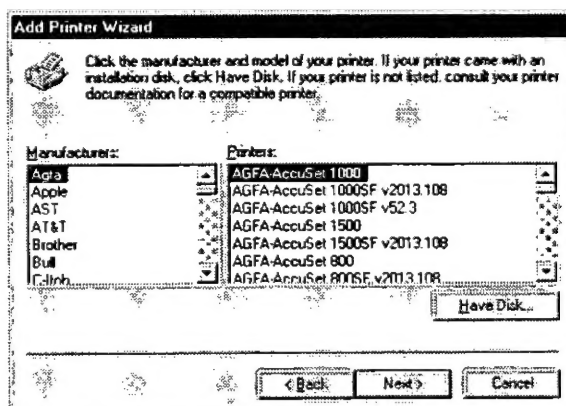 Add Printer Wizard
Click the manufacturer and model of your printer. If your printer came with an
installation disk, click Have Disk. If your printer is not listed, consult your printer
documentation for a compatible printer.
Manufacturers:
Printers:
Agfa
Apple
AST
AT&T
Brother
Bull
C-Itoh
AGFA-AccuSet 1000
AGFA-AccuSet 1000SF v2013.108
AGFA-AccuSet 1000SF v52.3
AGFA-AccuSet 1500
AGFA-AccuSet 1500SF v2013.108
AGFA-AccuSet 800
AGFA-AccuSet 800SF v2013.108
Have Disk...
< Back
Next >
Cancel